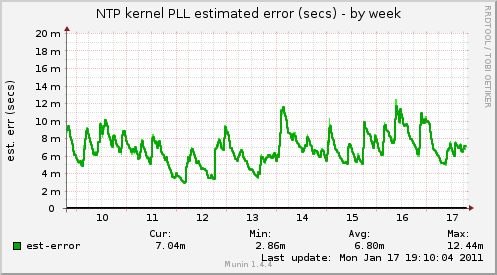 NTP kernel PLL estimated error (secs) - by week
RRDTOOL / TOBI OETIKER
est. err (secs)
20 m
18 m
16 m
14 m
12 m
10 m
8 m
6 m
4 m
2 m
0
10 11 12 13 14 15 16 17
Cur: Min: Avg: Max:
est-error 7.04m 2.86m 6.80m 12.44m
Last update: Mon Jan 17 19:10:04 2011
Munin 1.4.4